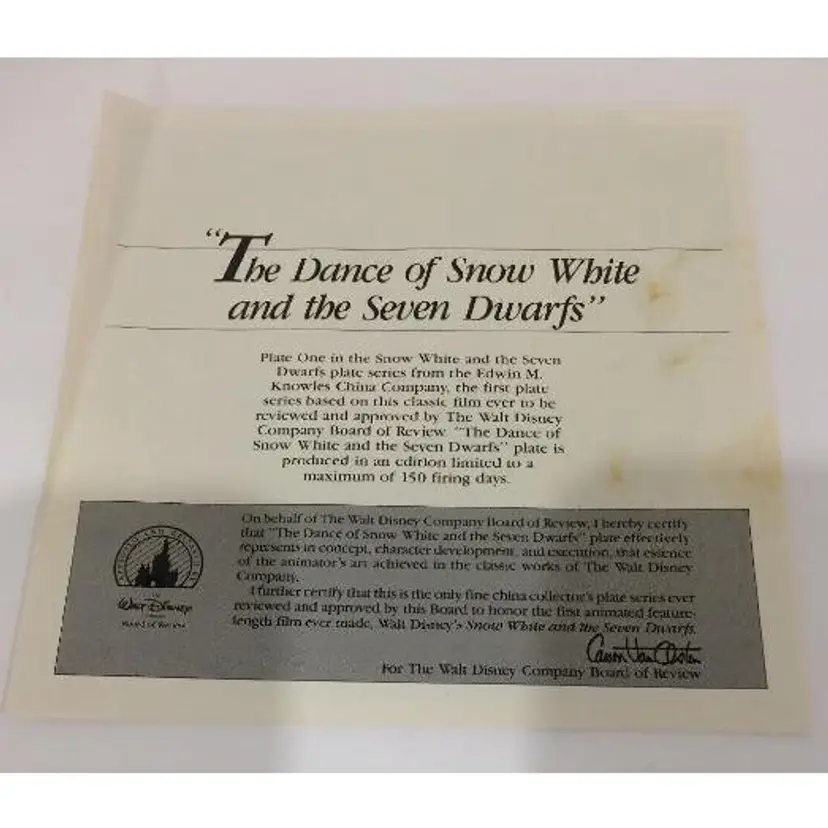 "The Dance of Snow White
and the Seven Dwarfs"
Plate One in the Snow White and the Seven
Dwarfs plate series from the Edwin M.
Knowles China Company, the first plate
series based on this classic film ever to be
reviewed and approved by The Walt Disney
Company Board of Review. "The Dance of
Snow White and the Seven Dwarfs" plate is
produced in an edition limited to a
maximum of 150 firing days.
On behalf of The Walt Disney Company Board of Review, I hereby certify
that "The Dance of Snow White and the Seven Dwarfs" plate effectively
represents in concept, character development, and execution, that essence
of the animator's art achieved in the classic works of The Walt Disney
Company.
I further certify that this is the only fine china collector's plate series ever
reviewed and approved by this Board to honor the first animated feature-
length film ever made, Walt Disney's Snow White and the Seven Dwarfs.
For The Walt Disney Company Board of Review
THE
Walt Disney
COMPANY
Board of Review